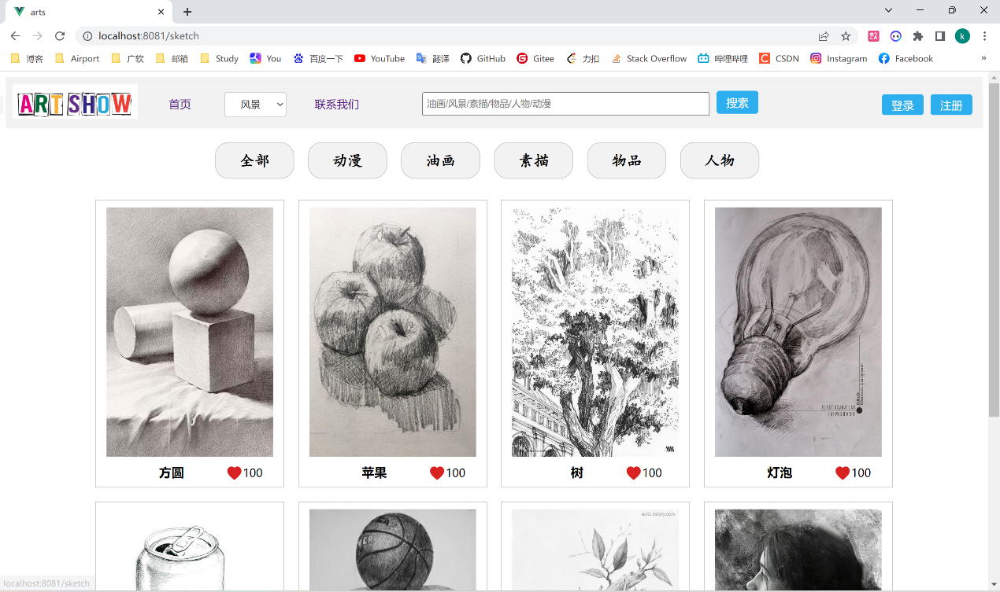 arts
localhost:8081/sketch
k
博客 Airport 广软 邮箱 Study You 百度一下 YouTube 翻译 GitHub Gitee 力扣 Stack Overflow 哔哩哔哩 CSDN Instagram Facebook »
ARTSHOW 首页 风景 联系我们 油画/风景/素描/物品/人物/动漫 搜索 登录 注册
全部 动漫 油画 素描 物品 人物
方圆 100 苹果 100 树 100 灯泡 100
localhost:8081/sketch